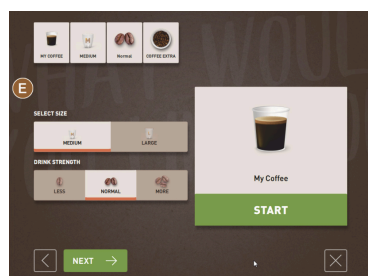 MY COFFEE
M
MEDIUM
Normal
COFFEE EXTRA
E
SELECT SIZE
MEDIUM
LARGE
DRINK STRENGTH
LESS
NORMAL
MORE
My Coffee
START
NEXT
WOUL